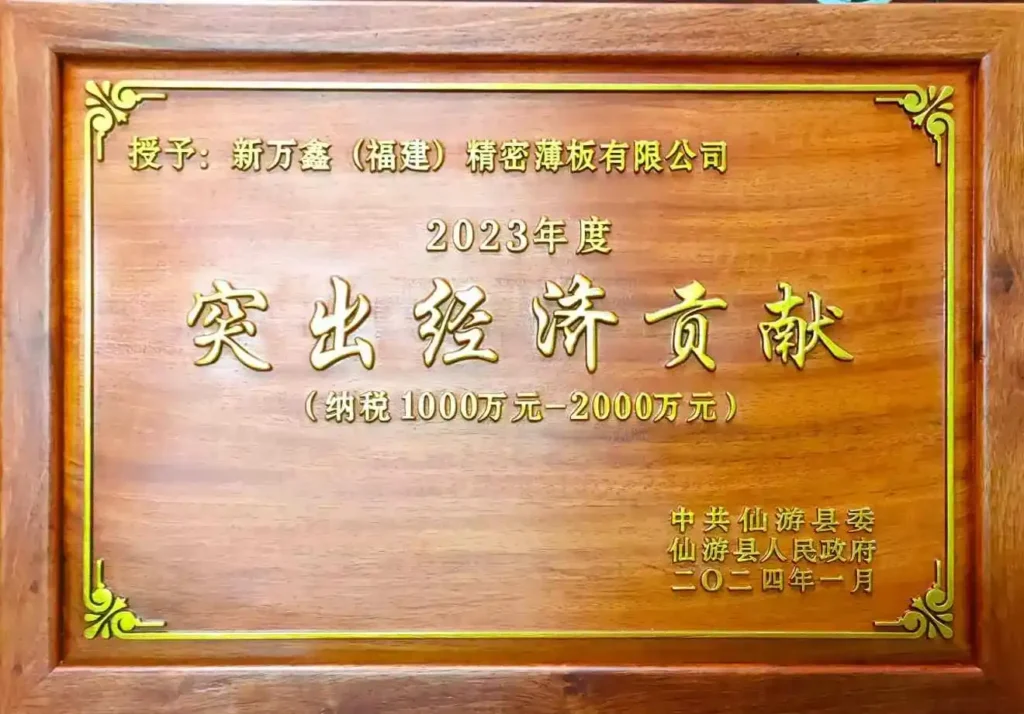 授予：新万鑫（福建）精密薄板有限公司
2023年度
突出经济贡献
（纳税1000万元-2000万元）
中共仙游县委
仙游县人民政府
二〇二四年一月